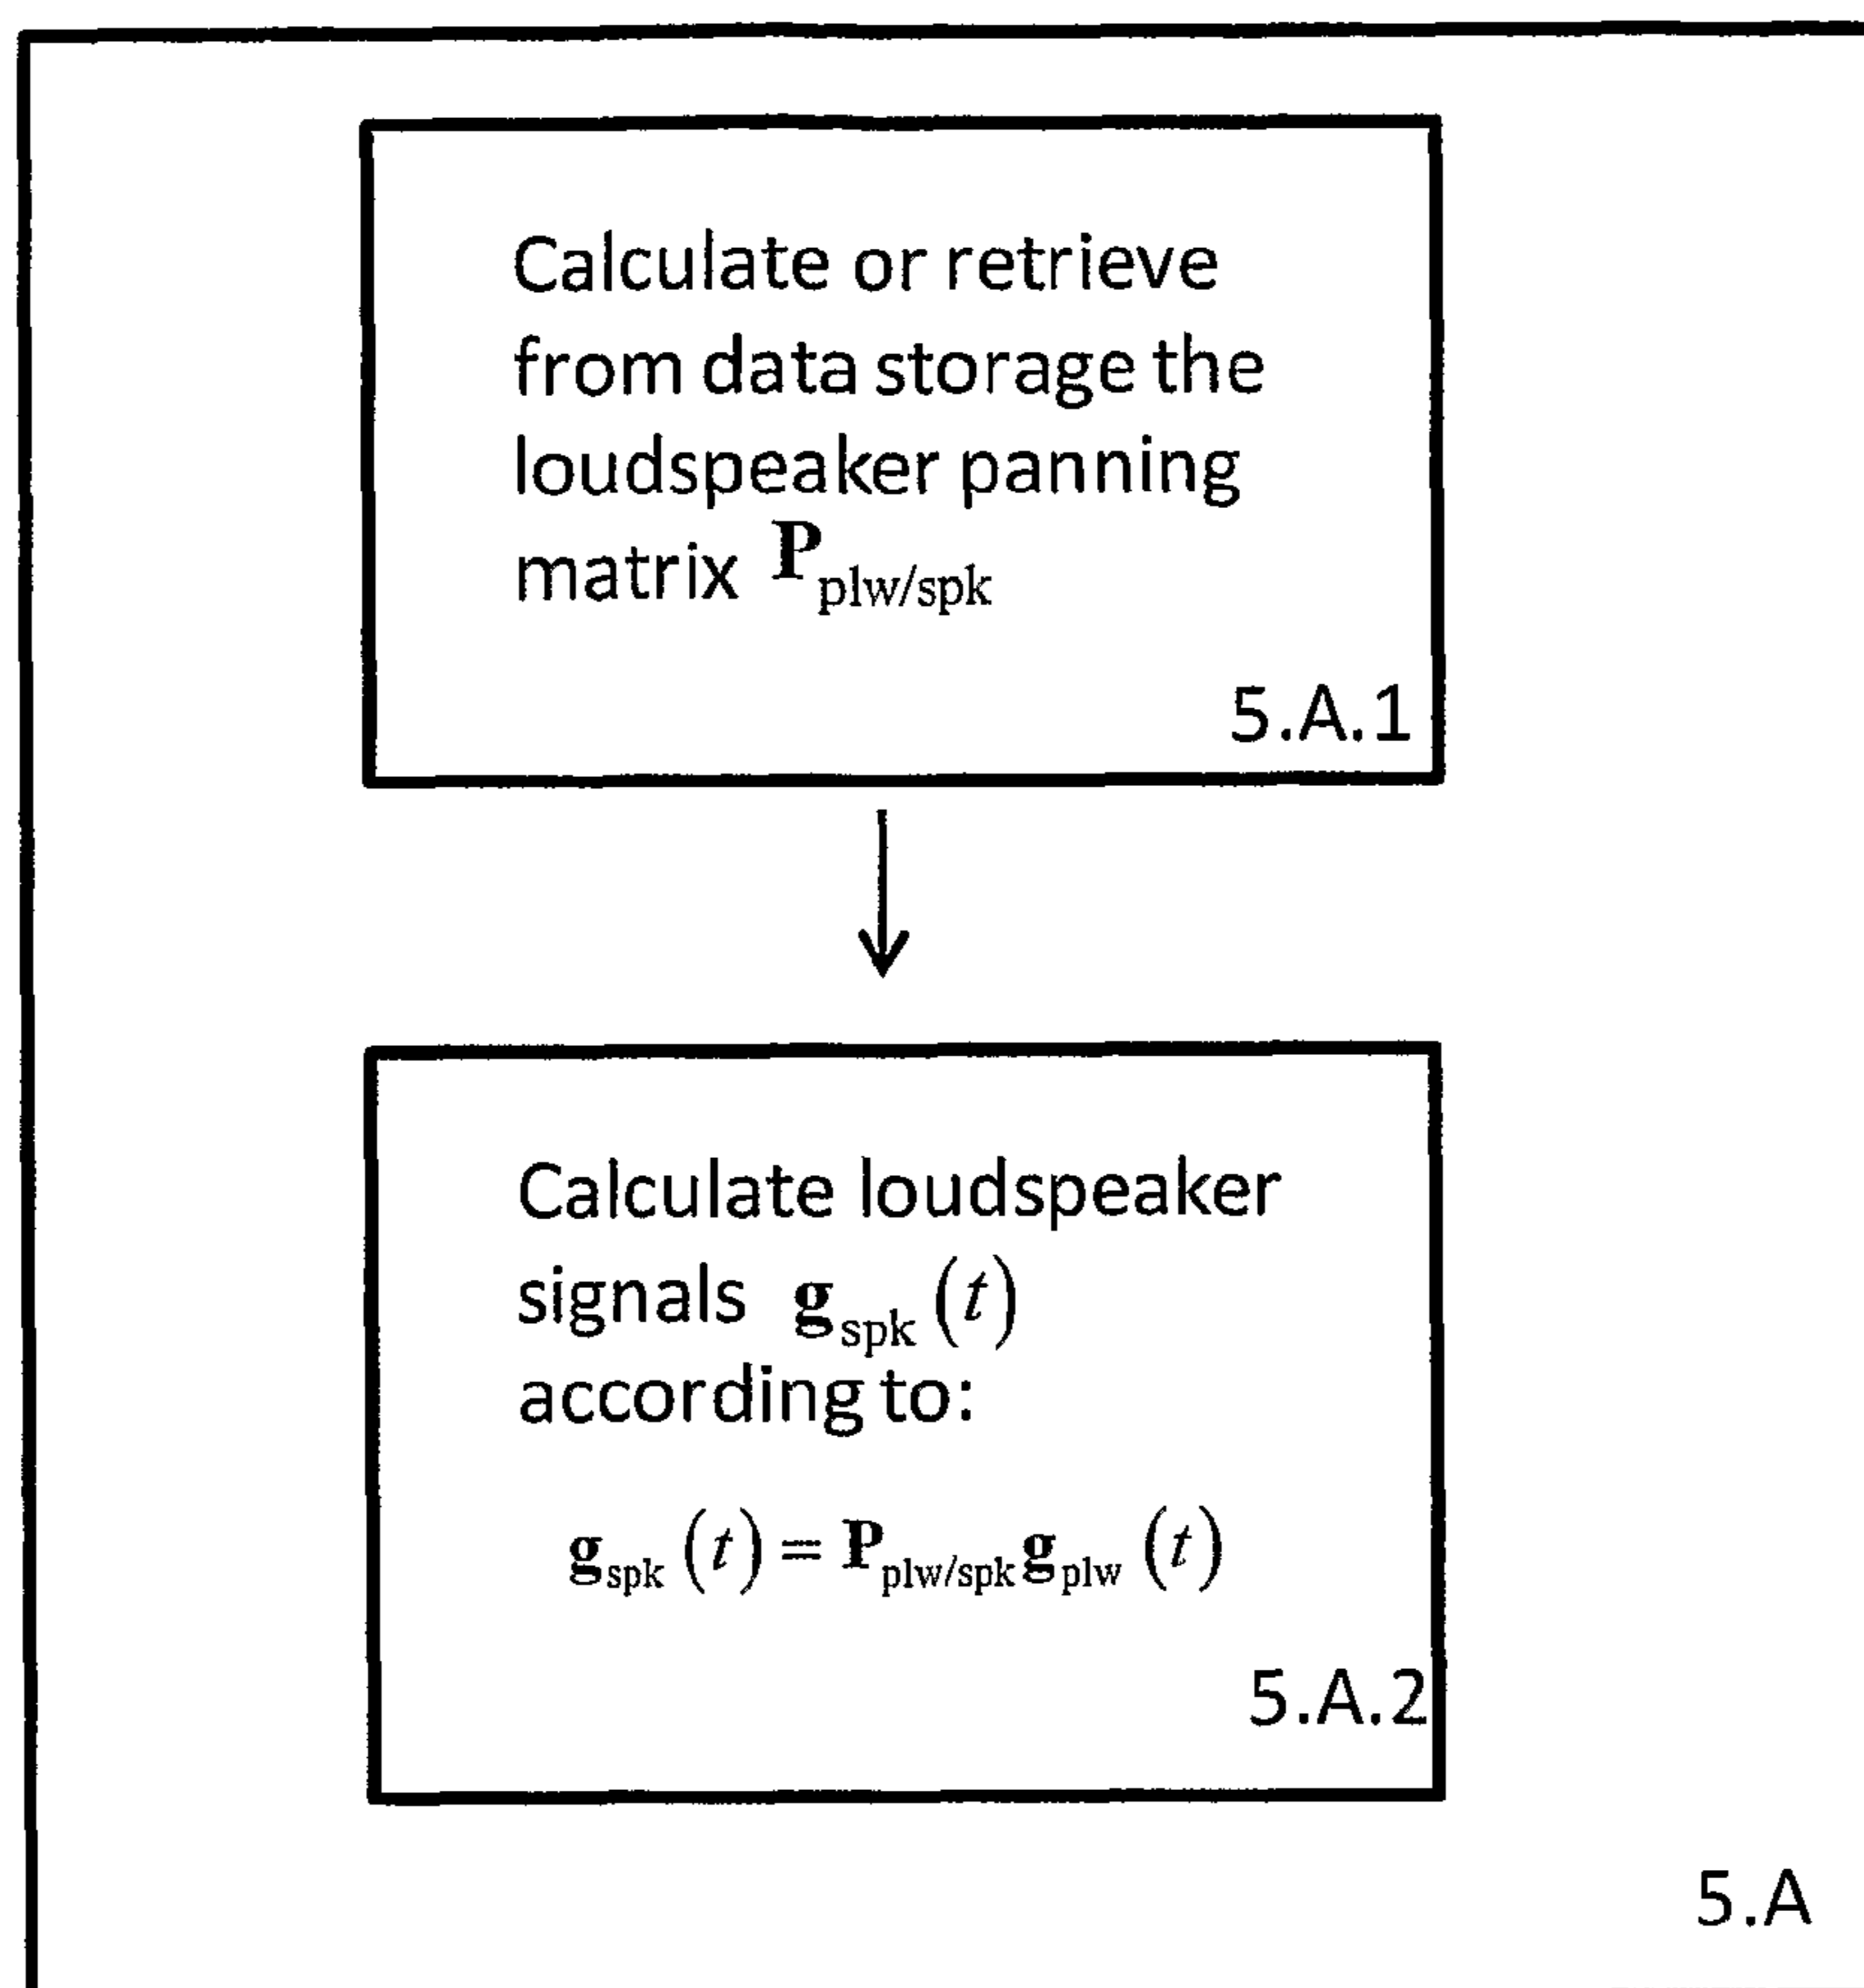 Calculate or retrieve
from data storage the
loudspeaker panning
matrix P_plw/spk
5.A.1
Calculate loudspeaker
signals g_spk (t)
according to:
g_spk (t) = P_plw/spk g_plw (t)
5.A.2
5.A